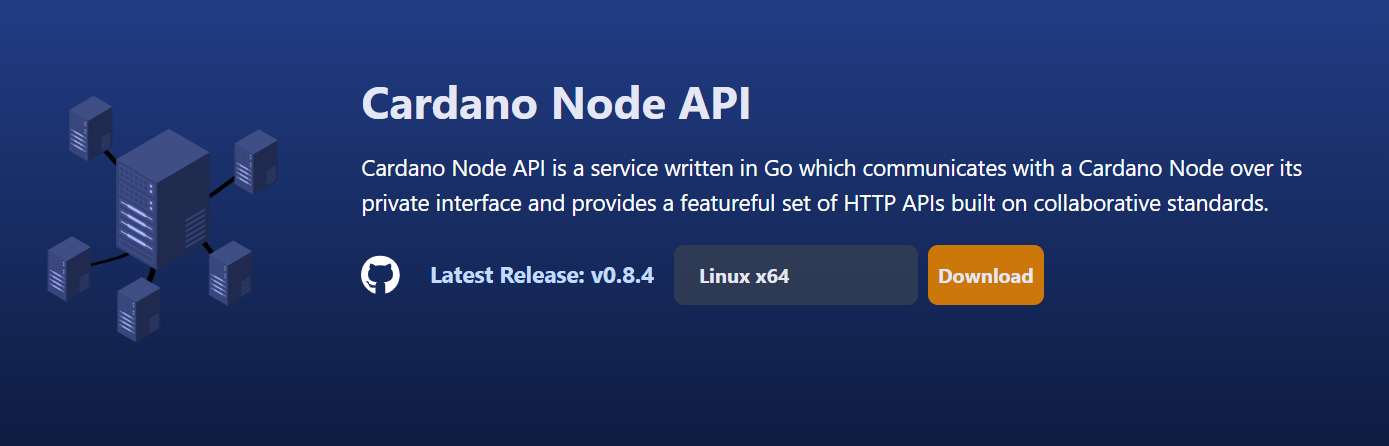 Cardano Node API
Cardano Node API is a service written in Go which communicates with a Cardano Node over its
private interface and provides a featureful set of HTTP APIs built on collaborative standards.
Latest Release: v0.8.4
Linux x64
Download